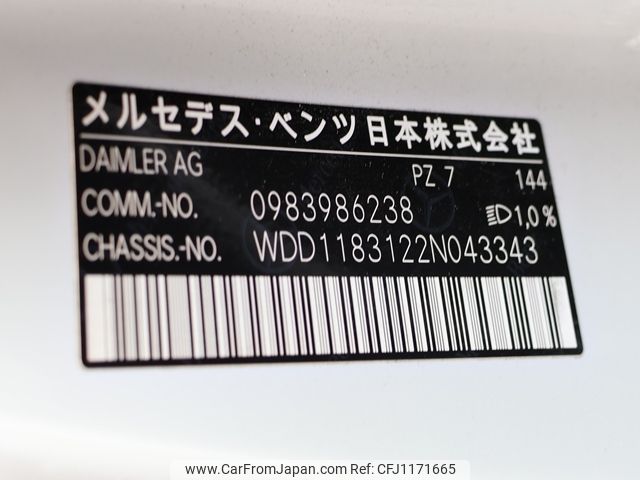 メルセデス・ベンツ日本株式会社
DAIMLER AG PZ 7 144
COMM.-NO. 0983986238 1,0%
CHASSIS.-NO. WDD1183122N043343
www.CarFromJapan.com CFJ1171665